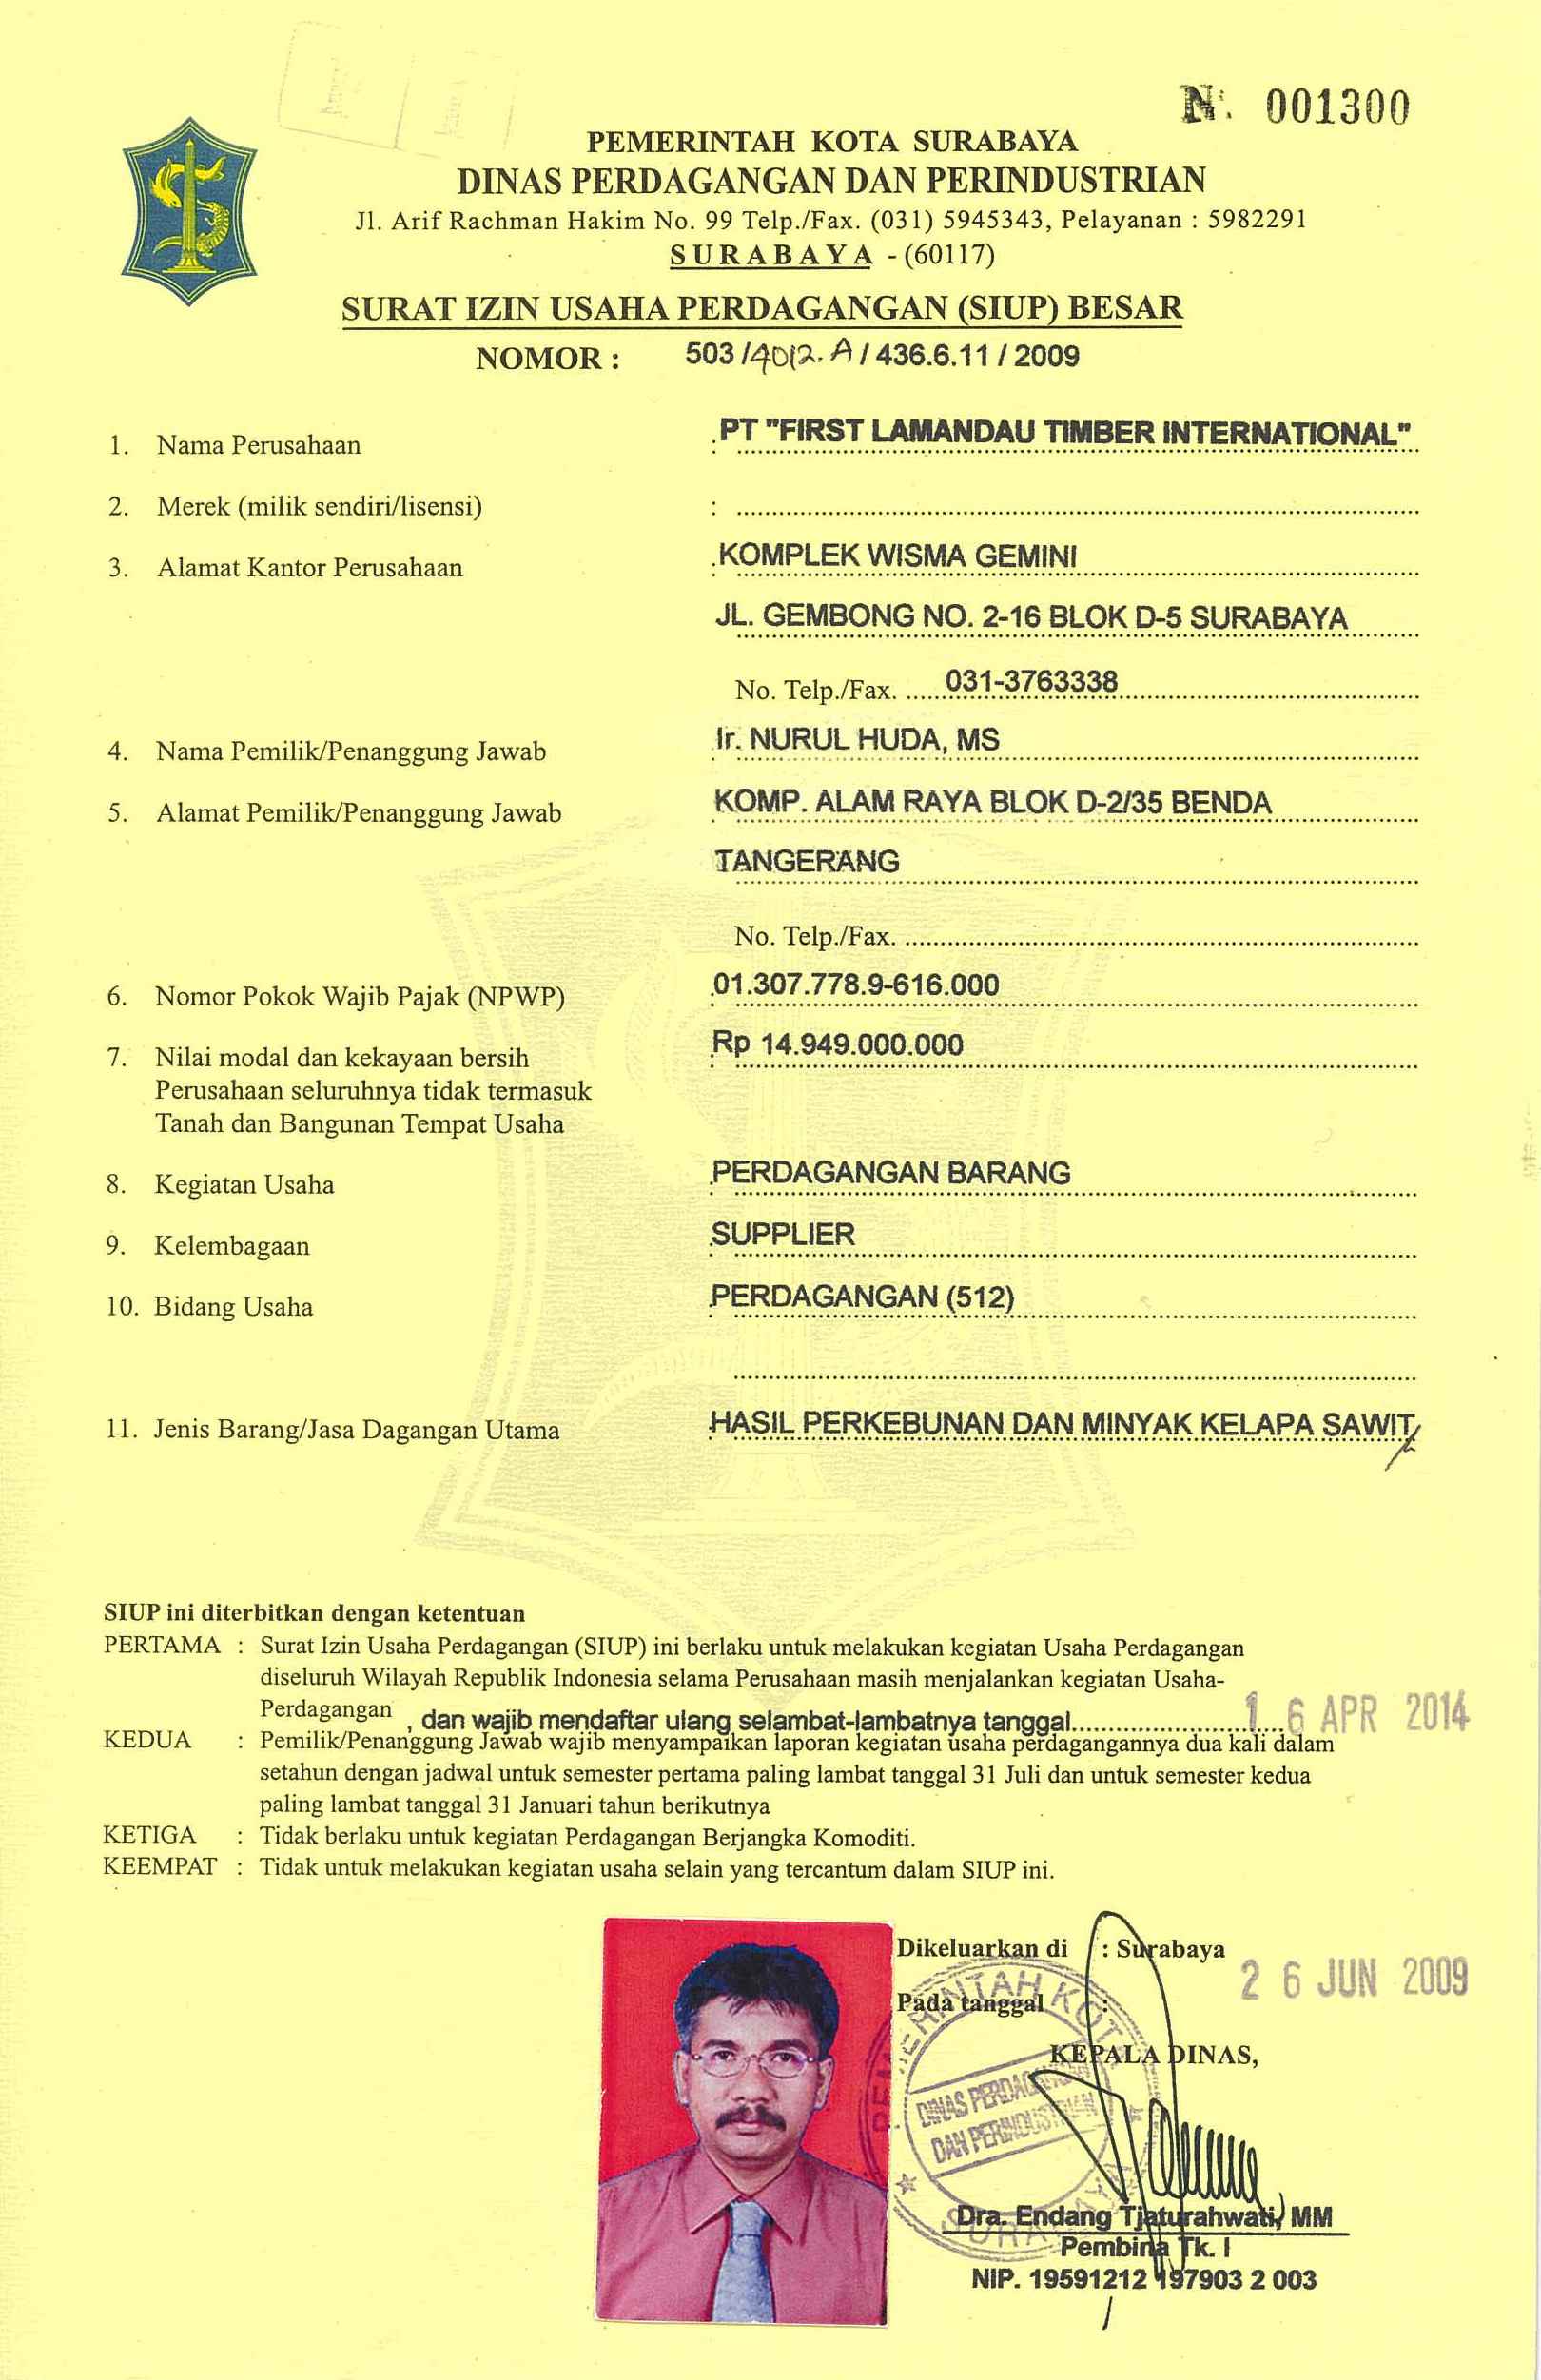 Nº. 001300
PEMERINTAH KOTA SURABAYA
DINAS PERDAGANGAN DAN PERINDUSTRIAN
Jl. Arif Rachman Hakim No. 99 Telp./Fax. (031) 5945343, Pelayanan : 5982291
SURABAYA - (60117)
SURAT IZIN USAHA PERDAGANGAN (SIUP) BESAR
NOMOR : 503 /4012.A / 436.6.11 / 2009
1. Nama Perusahaan : PT "FIRST LAMANDAU TIMBER INTERNATIONAL"
2. Merek (milik sendiri/lisensi) :
3. Alamat Kantor Perusahaan : KOMPLEK WISMA GEMINI
JL. GEMBONG NO. 2-16 BLOK D-5 SURABAYA
No. Telp./Fax. 031-3763338
4. Nama Pemilik/Penanggung Jawab : Ir. NURUL HUDA, MS
5. Alamat Pemilik/Penanggung Jawab : KOMP. ALAM RAYA BLOK D-2/35 BENDA
TANGERANG
No. Telp./Fax.
6. Nomor Pokok Wajib Pajak (NPWP) : 01.307.778.9-616.000
7. Nilai modal dan kekayaan bersih : Rp 14.949.000.000
Perusahaan seluruhnya tidak termasuk
Tanah dan Bangunan Tempat Usaha
8. Kegiatan Usaha : PERDAGANGAN BARANG
9. Kelembagaan : SUPPLIER
10. Bidang Usaha : PERDAGANGAN (512)
11. Jenis Barang/Jasa Dagangan Utama : HASIL PERKEBUNAN DAN MINYAK KELAPA SAWIT
SIUP ini diterbitkan dengan ketentuan
PERTAMA : Surat Izin Usaha Perdagangan (SIUP) ini berlaku untuk melakukan kegiatan Usaha Perdagangan
diseluruh Wilayah Republik Indonesia selama Perusahaan masih menjalankan kegiatan Usaha-
Perdagangan , dan wajib mendaftar ulang selambat-lambatnya tanggal 16 APR 2014
KEDUA : Pemilik/Penanggung Jawab wajib menyampaikan laporan kegiatan usaha perdagangannya dua kali dalam
setahun dengan jadwal untuk semester pertama paling lambat tanggal 31 Juli dan untuk semester kedua
paling lambat tanggal 31 Januari tahun berikutnya
KETIGA : Tidak berlaku untuk kegiatan Perdagangan Berjangka Komoditi.
KEEMPAT : Tidak untuk melakukan kegiatan usaha selain yang tercantum dalam SIUP ini.
Dikeluarkan di : Surabaya
Pada tanggal : 26 JUN 2009
KEPALA DINAS,
PEMERINTAH KOTA SURABAYA
DINAS PERDAGANGAN
DAN PERINDUSTRIAN
Dra. Endang Tjaturahwati, MM
Pembina Tk. I
NIP. 19591212 197903 2 003